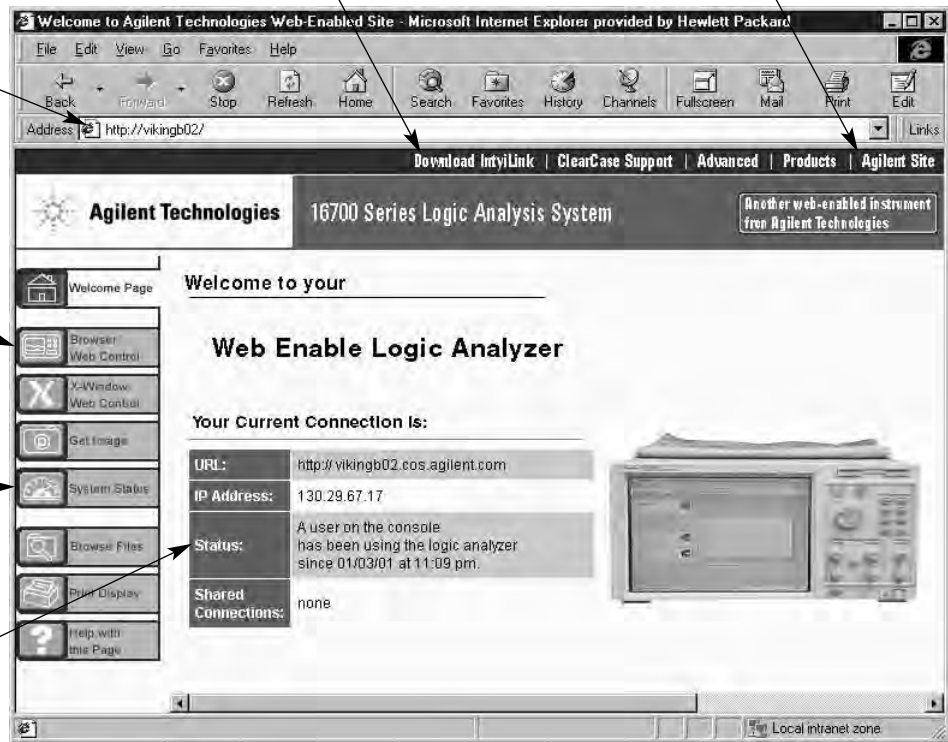 Welcome to Agilent Technologies Web-Enabled Site - Microsoft Internet Explorer provided by Hewlett Packard
File Edit View Go Favorites Help
Back Forward Stop Refresh Home Search Favorites History Channels Fullscreen Mail Print Edit
Address http://vikingb02/ Links
Download IntyiLink | ClearCase Support | Advanced | Products | Agilent Site
Agilent Technologies 16700 Series Logic Analysis System
Another web-enabled instrument
fron Agilent Technologies
Welcome Page
Browser
Web Control
X-Window
Web Control
Get Image
System Status
Browse Files
Print Display
Help with
this Page
Welcome to your
Web Enable Logic Analyzer
Your Current Connection Is:
URL: http://vikingb02.cos.agilent.com
IP Address: 130.29.67.17
Status: A user on the console
has been using the logic analyzer
since 01/03/01 at 11:09 pm.
Shared
Connections: none
Local intranet zone